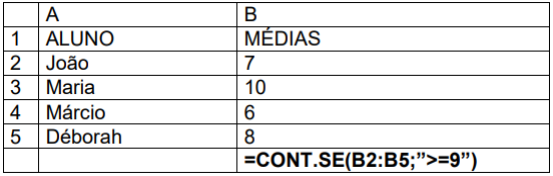 A B
1 ALUNO MÉDIAS
2 João 7
3 Maria 10
4 Márcio 6
5 Déborah 8
=CONT.SE(B2:B5;”>=9”)